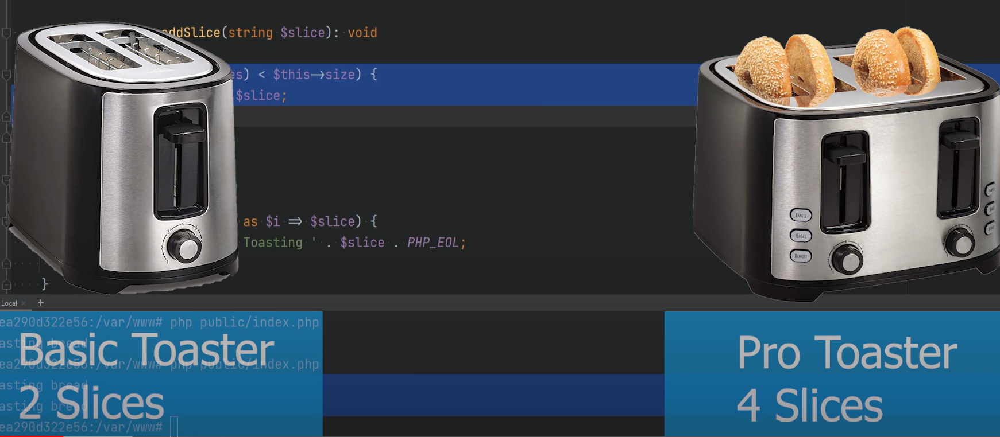 addSlice(string $slice): void
es) < $this->size) {
$slice;
as $i => $slice) {
Toasting ' . $slice . PHP_EOL;
}
CANCEL
BAGEL
DEFROST
Local × +
ea290d322e56:/var/www# php public/index.php
asting bread
ea290d322e56:/var/www# php public/index.php
asting bread
asting bread
ea290d322e56:/var/www#
Basic Toaster
2 Slices
Pro Toaster
4 Slices